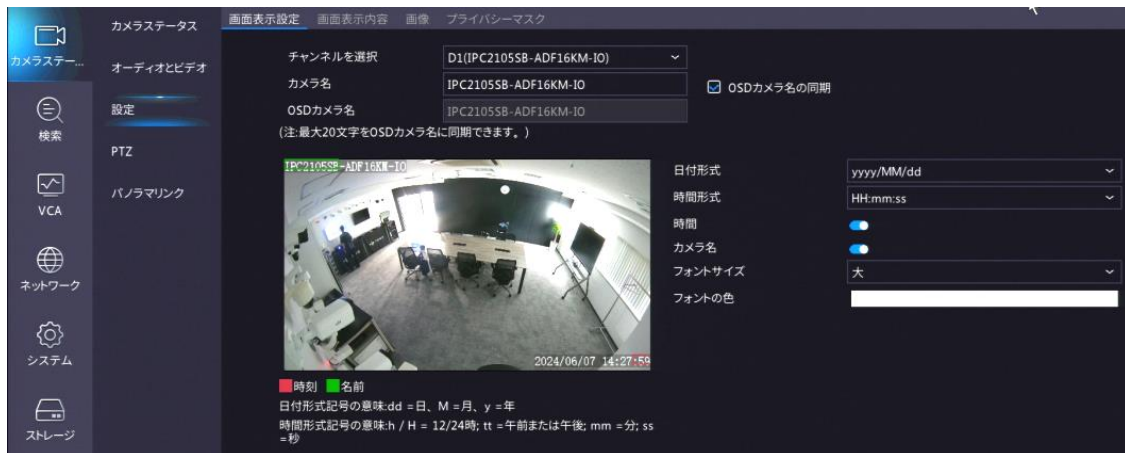 カメラステー...
検索
VCA
ネットワーク
システム
ストレージ
カメラステータス
オーディオとビデオ
設定
PTZ
パノラマリンク
画面表示設定 画面表示内容 画像 プライバシーマスク
チャンネルを選択 D1(IPC2105SB-ADF16KM-IO)
カメラ名 IPC2105SB-ADF16KM-IO OSDカメラ名の同期
OSDカメラ名 IPC2105SB-ADF16KM-IO
(注:最大20文字をOSDカメラ名に同期できます。)
IPC2105SB-ADF16KM-IO
2024/06/07 14:27:59
日付形式 yyyy/MM/dd
時間形式 HH:mm:ss
時間
カメラ名
フォントサイズ 大
フォントの色
時刻 名前
日付形式記号の意味:dd =日、M =月、y =年
時間形式記号の意味:h / H = 12/24時; tt =午前または午後; mm =分; ss
=秒